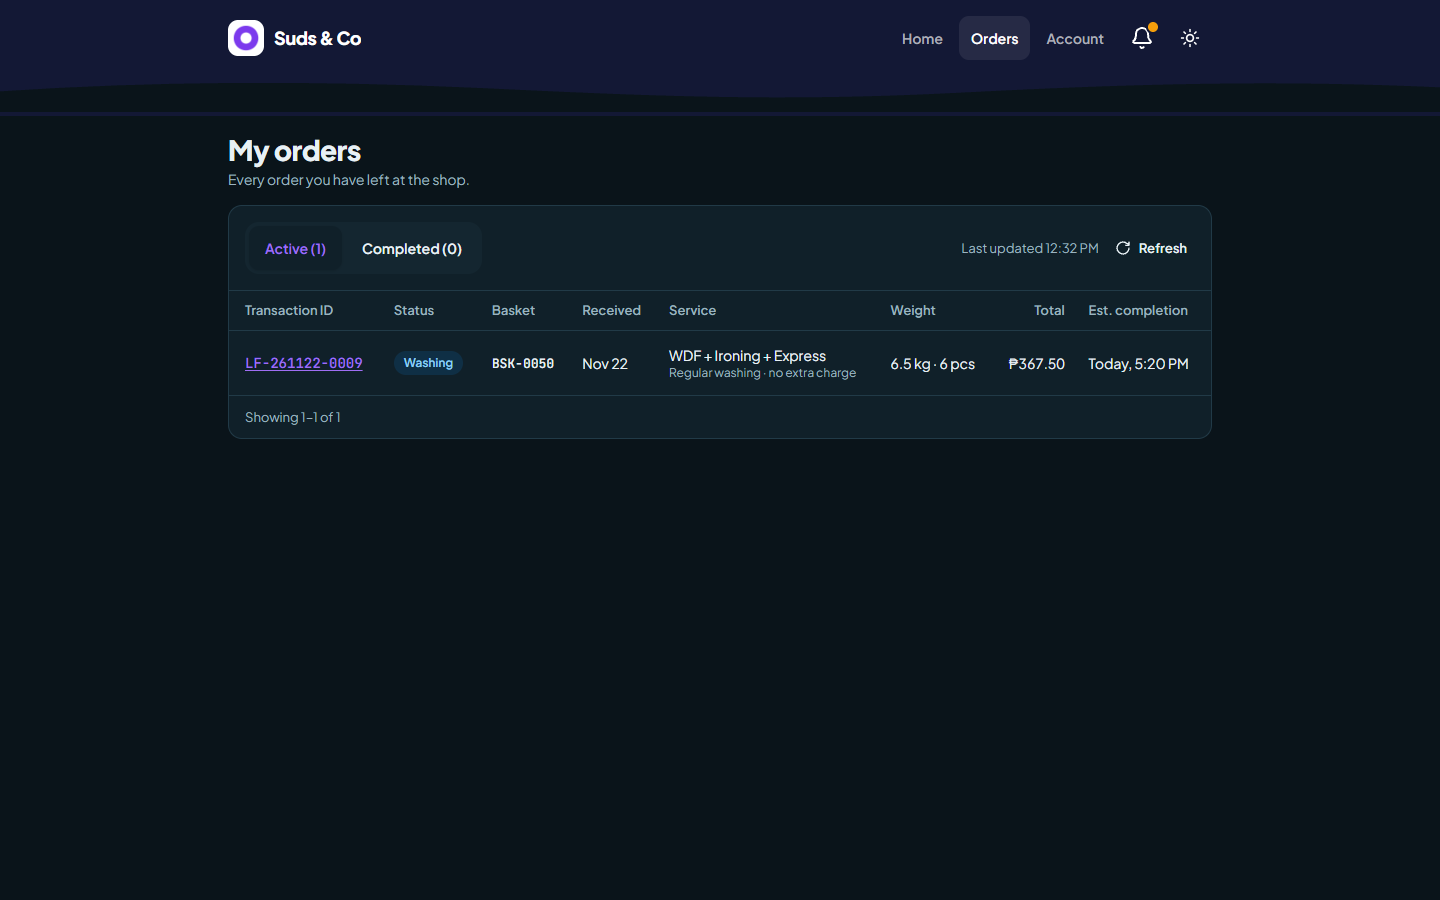 Suds & Co
Home Orders Account
My orders
Every order you have left at the shop.
Active (1) Completed (0) Last updated 12:32 PM Refresh
Transaction ID Status Basket Received Service Weight Total Est. completion
LF-261122-0009 Washing BSK-0050 Nov 22 WDF + Ironing + Express 6.5 kg · 6 pcs ₱367.50 Today, 5:20 PM
Regular washing · no extra charge
Showing 1–1 of 1